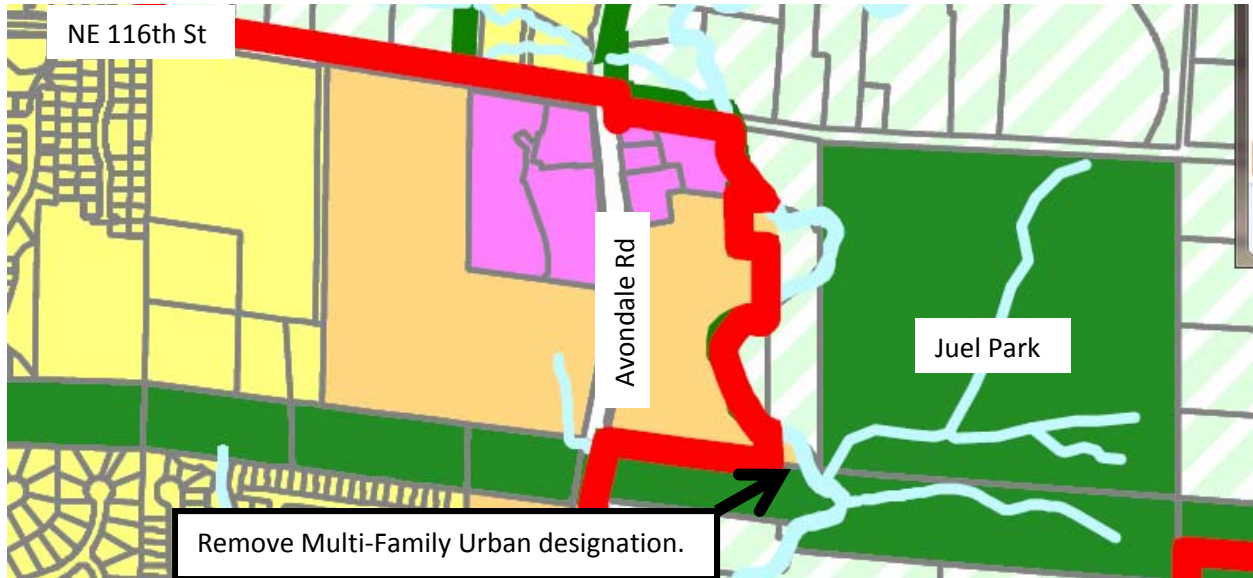 NE 116th St
Avondale Rd
Juel Park
Remove Multi-Family Urban designation.